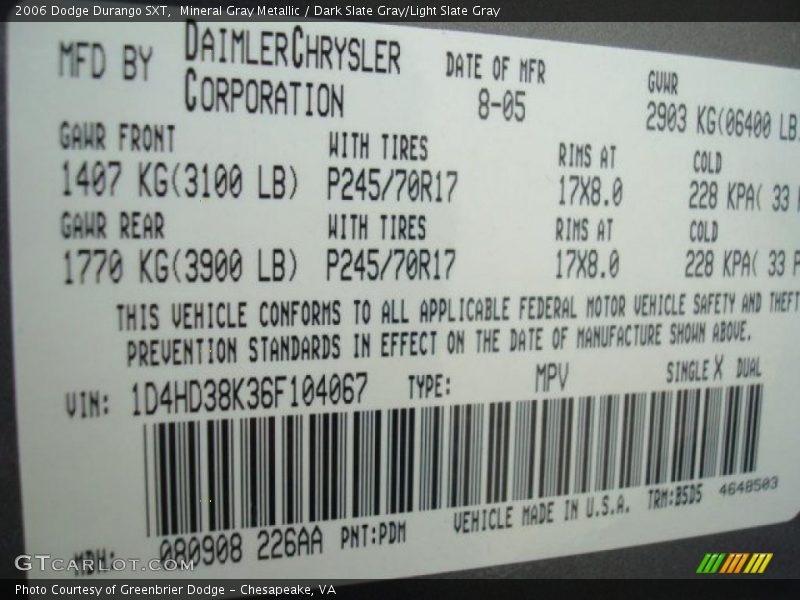 2006 Dodge Durango SXT, Mineral Gray Metallic / Dark Slate Gray/Light Slate Gray
MFD BY DAIMLERCHRYSLER CORPORATION
DATE OF MFR 8-05
GVWR 2903 KG(06400 LB
GAWR FRONT WITH TIRES RIMS AT COLD
1407 KG(3100 LB) P245/70R17 17X8.0 228 KPA( 33
GAWR REAR WITH TIRES RIMS AT COLD
1770 KG(3900 LB) P245/70R17 17X8.0 228 KPA( 33 P
THIS VEHICLE CONFORMS TO ALL APPLICABLE FEDERAL MOTOR VEHICLE SAFETY AND THEFT
PREVENTION STANDARDS IN EFFECT ON THE DATE OF MANUFACTURE SHOWN ABOVE.
VIN: 1D4HD38K36F104067 TYPE: MPV SINGLE X DUAL
MDH: 080908 226AA PNT:PDM VEHICLE MADE IN U.S.A. TRM:B5D5 4648503
GTCarLot.com
Photo Courtesy of Greenbrier Dodge - Chesapeake, VA